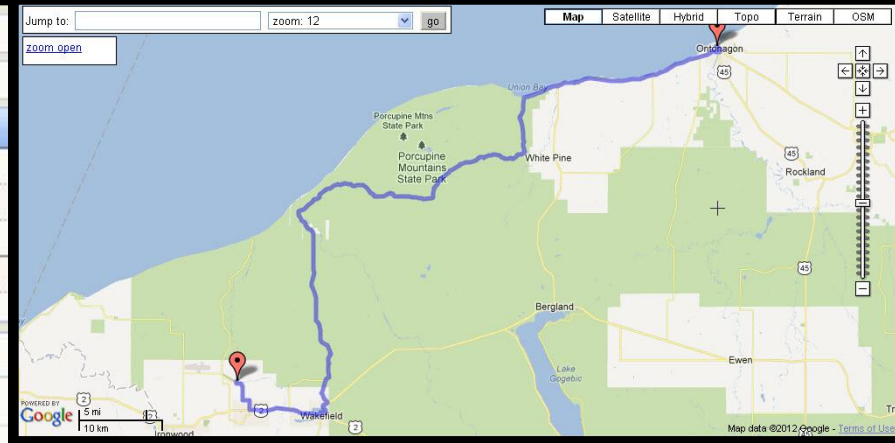 Jump to: zoom: 12 go
Map Satellite Hybrid Topo Terrain OSM
zoom open
Ontonagon
45
Union Bay
Porcupine Mtns
State Park
Porcupine
Mountains
State Park
White Pine
45
Rockland
45
Bergland
Lake
Gogebic
Ewen
POWERED BY
Google
5 mi
10 km
2
2
Wakefield
2
Ironwood
Map data ©2012 Google - Terms of Use